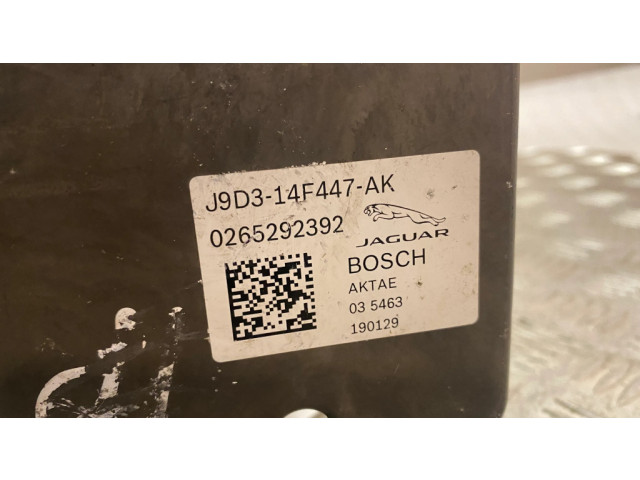 J9D3-14F447-AK
0265292392
JAGUAR
BOSCH
AKTAE
03 5463
190129